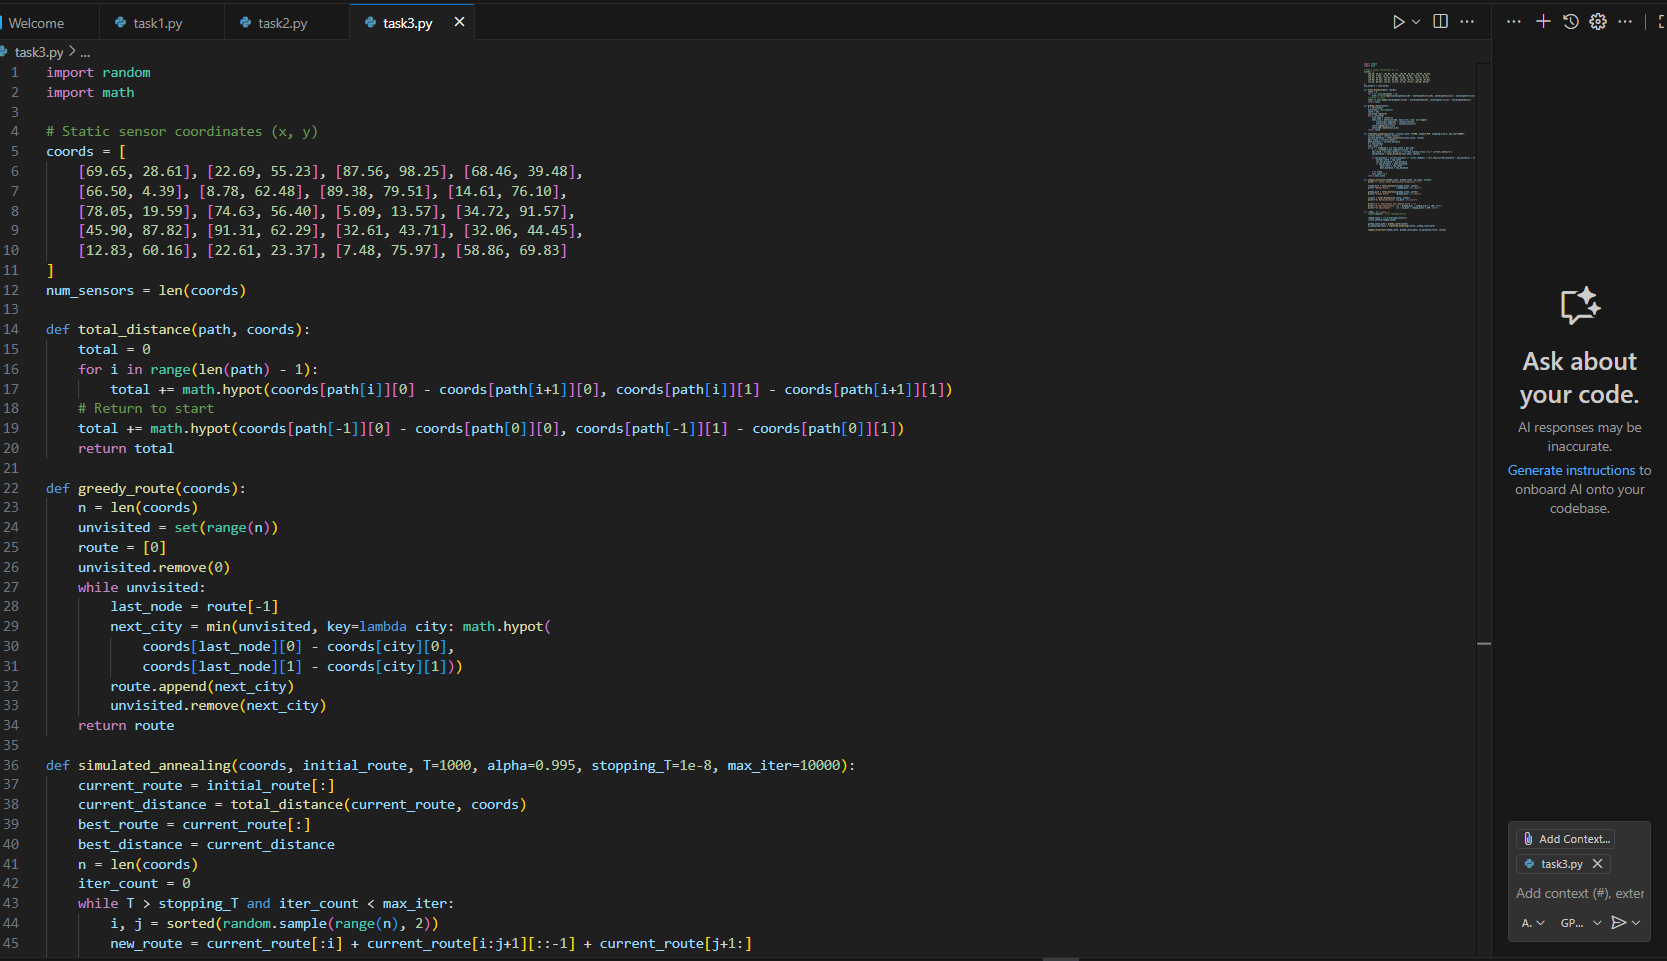 Welcome
task1.py
task2.py
task3.py
task3.py > ...
1 import random
2 import math
3
4 # Static sensor coordinates (x, y)
5 coords = [
6 [69.65, 28.61], [22.69, 55.23], [87.56, 98.25], [68.46, 39.48],
7 [66.50, 4.39], [8.78, 62.48], [89.38, 79.51], [14.61, 76.10],
8 [78.05, 19.59], [74.63, 56.40], [5.09, 13.57], [34.72, 91.57],
9 [45.90, 87.82], [91.31, 62.29], [32.61, 43.71], [32.06, 44.45],
10 [12.83, 60.16], [22.61, 23.37], [7.48, 75.97], [58.86, 69.83]
11 ]
12 num_sensors = len(coords)
13
14 def total_distance(path, coords):
15 total = 0
16 for i in range(len(path) - 1):
17 total += math.hypot(coords[path[i]][0] - coords[path[i+1]][0], coords[path[i]][1] - coords[path[i+1]][1])
18 # Return to start
19 total += math.hypot(coords[path[-1]][0] - coords[path[0]][0], coords[path[-1]][1] - coords[path[0]][1])
20 return total
21
22 def greedy_route(coords):
23 n = len(coords)
24 unvisited = set(range(n))
25 route = [0]
26 unvisited.remove(0)
27 while unvisited:
28 last_node = route[-1]
29 next_city = min(unvisited, key=lambda city: math.hypot(
30 coords[last_node][0] - coords[city][0],
31 coords[last_node][1] - coords[city][1]))
32 route.append(next_city)
33 unvisited.remove(next_city)
34 return route
35
36 def simulated_annealing(coords, initial_route, T=1000, alpha=0.995, stopping_T=1e-8, max_iter=10000):
37 current_route = initial_route[:]
38 current_distance = total_distance(current_route, coords)
39 best_route = current_route[:]
40 best_distance = current_distance
41 n = len(coords)
42 iter_count = 0
43 while T > stopping_T and iter_count < max_iter:
44 i, j = sorted(random.sample(range(n), 2))
45 new_route = current_route[:i] + current_route[i:j+1][::-1] + current_route[j+1:]
Ask about
your code.
AI responses may be
inaccurate.
Generate instructions to
onboard AI onto your
codebase.
Add Context...
task3.py
Add context (#), exter
A.
GP...